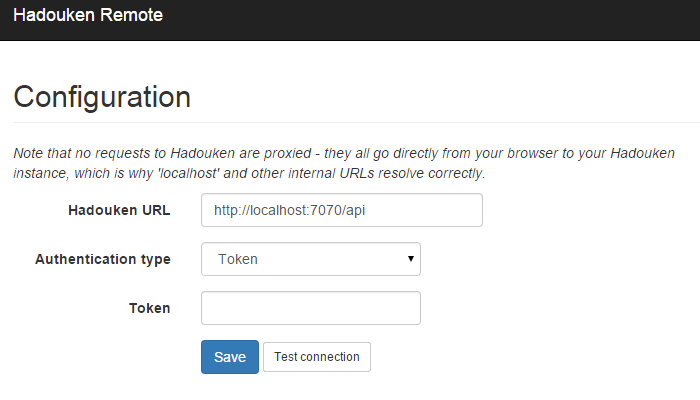 Hadouken Remote
Configuration
Note that no requests to Hadouken are proxied - they all go directly from your browser to your Hadouken
instance, which is why 'localhost' and other internal URLs resolve correctly.
Hadouken URL http://localhost:7070/api
Authentication type Token
Token
Save Test connection